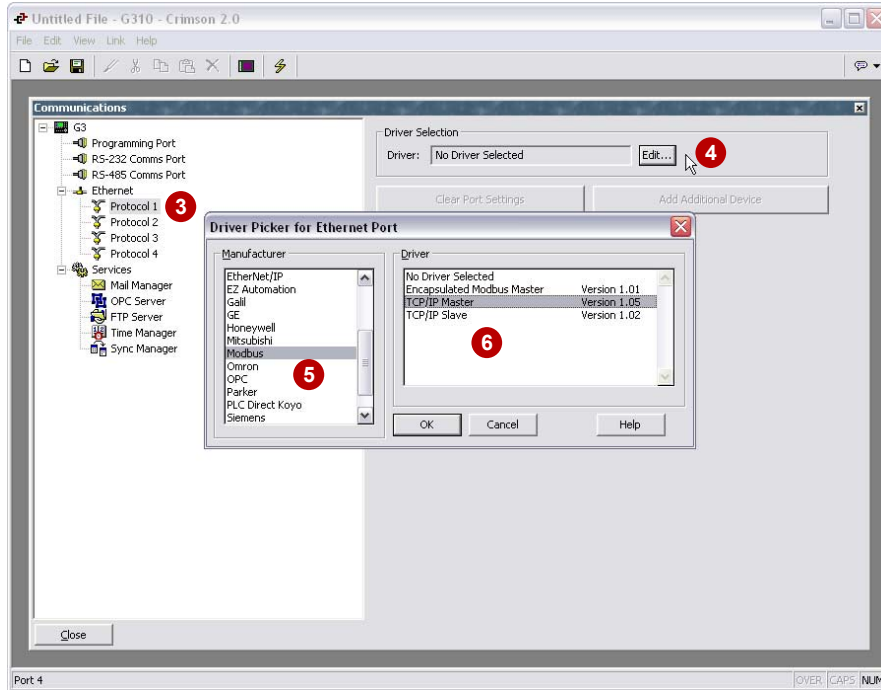 Untitled File - G310 - Crimson 2.0
File Edit View Link Help
Communications
G3
Programming Port
RS-232 Comms Port
RS-485 Comms Port
Ethernet
Protocol 1
3
Protocol 2
Protocol 3
Protocol 4
Services
Mail Manager
OPC Server
FTP Server
Time Manager
Sync Manager
Driver Selection
Driver: No Driver Selected Edit...
4
Clear Port Settings Add Additional Device
Driver Picker for Ethernet Port
Manufacturer
EtherNet/IP
EZ Automation
Galil
GE
Honeywell
Mitsubishi
Modbus
Omron
OPC
Parker
PLC Direct Koyo
Siemens
5
Driver
No Driver Selected
Encapsulated Modbus Master Version 1.01
TCP/IP Master Version 1.05
TCP/IP Slave Version 1.02
6
OK Cancel Help
Close
Port 4 OVER CAPS NUM